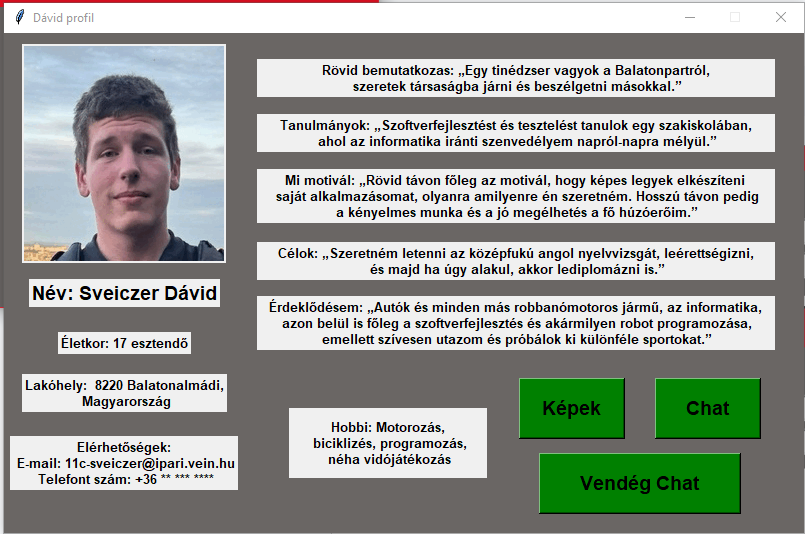 Dávid profil
Rövid bemutatkozas: „Egy tinédzser vagyok a Balatonpartról,
szeretek társaságba járni és beszélgetni másokkal.”
Tanulmányok: „Szoftverfejlesztést és tesztelést tanulok egy szakiskolában,
ahol az informatika iránti szenvedélyem napról-napra mélyül.”
Mi motivál: „Rövid távon főleg az motivál, hogy képes legyek elkészíteni
saját alkalmazásomat, olyanra amilyenre én szeretném. Hosszú távon pedig
a kényelmes munka és a jó megélhetés a fő húzóerőim.”
Célok: „Szeretném letenni az középfukú angol nyelvvizsgát, leérettségizni,
és majd ha úgy alakul, akkor lediplomázni is.”
Érdeklődésem: „Autók és minden más robbanómotoros jármű, az informatika,
azon belül is főleg a szoftverfejlesztés és akármilyen robot programozása,
emellett szívesen utazom és próbálok ki különféle sportokat.”
Név: Sveiczer Dávid
Életkor: 17 esztendő
Lakóhely:  8220 Balatonalmádi,
Magyarország
Elérhetőségek:
E-mail: 11c-sveiczer@ipari.vein.hu
Telefont szám: +36 ** *** ****
Hobbi: Motorozás,
biciklizés, programozás,
néha vidójátékozás
Képek
Chat
Vendég Chat